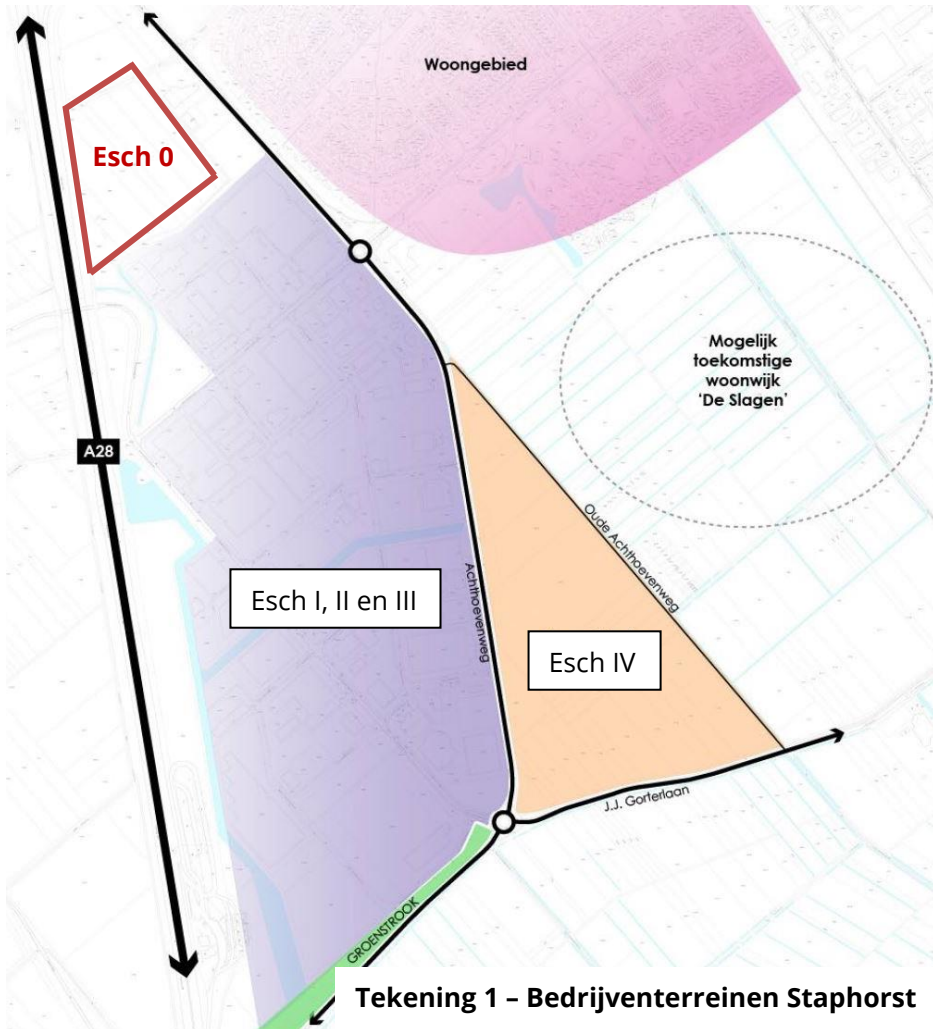 Woongebied
Esch 0
Mogelijk
toekomstige
woonwijk
'De Slagen'
A28
Oude Achthoevenweg
Achthoevenweg
Esch I, II en III
Esch IV
J.J. Gorterlaan
GROENSTROOK
Tekening 1 – Bedrijventerreinen Staphorst